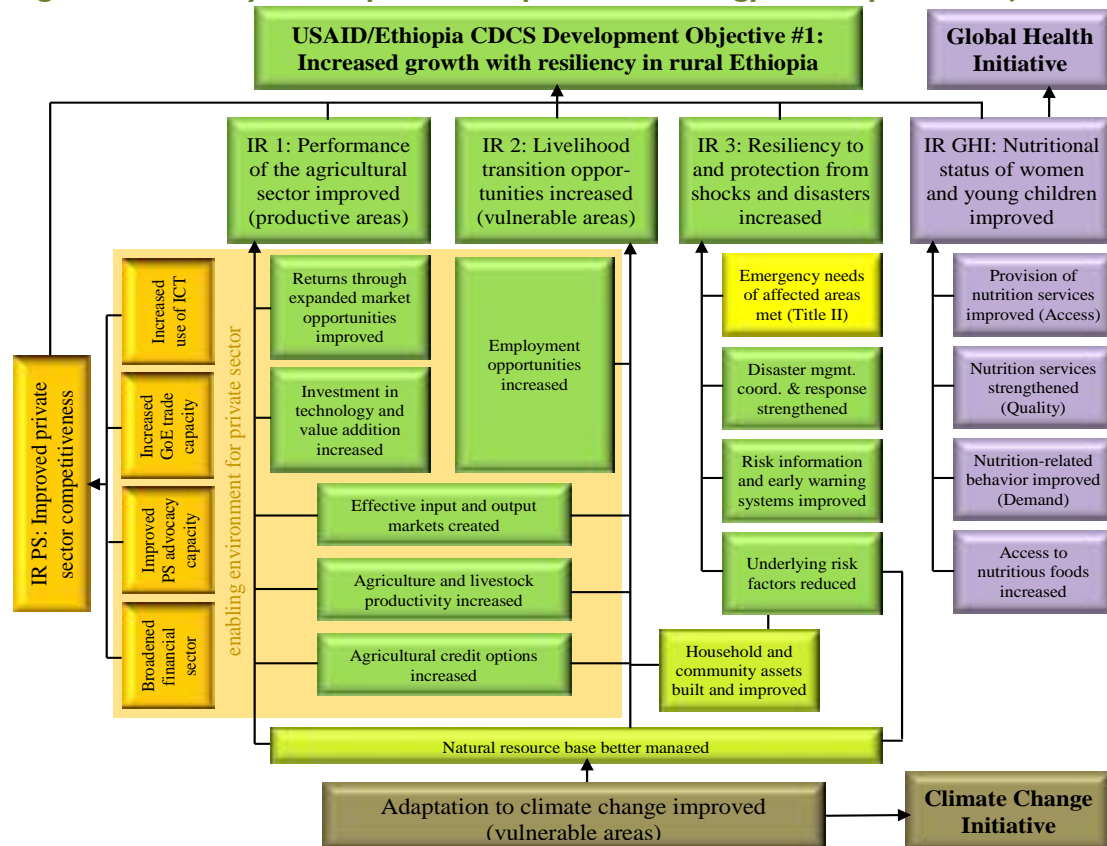 USAID/Ethiopia CDCS Development Objective #1:
Increased growth with resiliency in rural Ethiopia
Global Health
Initiative
IR 1: Performance
of the agricultural
sector improved
(productive areas)
IR 2: Livelihood
transition oppor-
tunities increased
(vulnerable areas)
IR 3: Resiliency to
and protection from
shocks and disasters
increased
IR GHI: Nutritional
status of women
and young children
improved
IR PS: Improved private
sector competitiveness
Increased
use of ICT
Increased
GoE trade
capacity
Improved
PS advocacy
capacity
Broadened
financial
sector
enabling environment for private sector
Returns through
expanded market
opportunities
improved
Investment in
technology and
value addition
increased
Employment
opportunities
increased
Effective input and output
markets created
Agriculture and livestock
productivity increased
Agricultural credit options
increased
Emergency needs
of affected areas
met (Title II)
Disaster mgmt.
coord. & response
strengthened
Risk information
and early warning
systems improved
Underlying risk
factors reduced
Household and
community assets
built and improved
Provision of
nutrition services
improved (Access)
Nutrition services
strengthened
(Quality)
Nutrition-related
behavior improved
(Demand)
Access to
nutritious foods
increased
Natural resource base better managed
Adaptation to climate change improved
(vulnerable areas)
Climate Change
Initiative